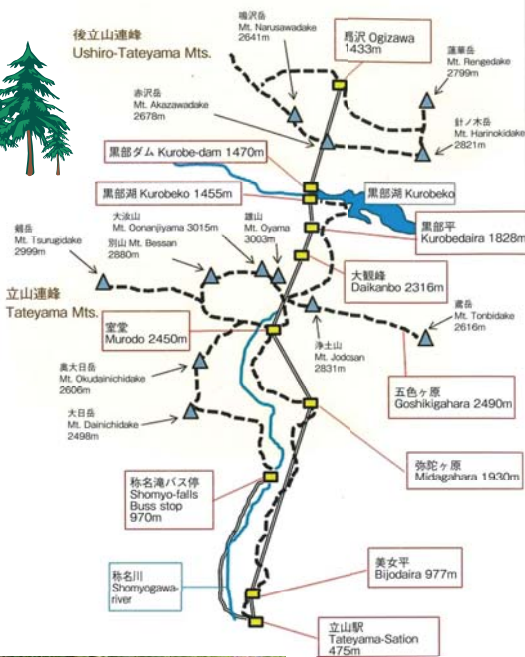 後立山連峰
Ushiro-Tateyama Mts.
鳴沢岳
Mt. Narusawadake
2641m
扇沢 Ogizawa
1433m
蓮華岳
Mt. Rengedake
2799m
赤沢岳
Mt. Akazawadake
2678m
針ノ木岳
Mt. Harinokidake
2821m
黒部ダム Kurobe-dam 1470m
黒部湖 Kurobeko 1455m
黒部湖 Kurobeko
大汝山
Mt. Oonanjiyama 3015m
雄山
Mt. Oyama
3003m
黒部平
Kurobedaira 1828m
剱岳
Mt. Tsurugidake
2999m
別山 Mt. Bessan
2880m
大観峰
Daikanbo 2316m
立山連峰
Tateyama Mts.
室堂
Murodo 2450m
浄土山
Mt. Jodosan
2831m
鳶岳
Mt. Tonbidake
2616m
奥大日岳
Mt. Okudainichidake
2606m
五色ヶ原
Goshikigahara 2490m
大日岳
Mt. Dainichidake
2498m
弥陀ヶ原
Midagahara 1930m
称名滝バス停
Shomyo-falls
Buss stop
970m
称名川
Shomyogawa-
river
美女平
Bijodaira 977m
立山駅
Tateyama-Sation
475m